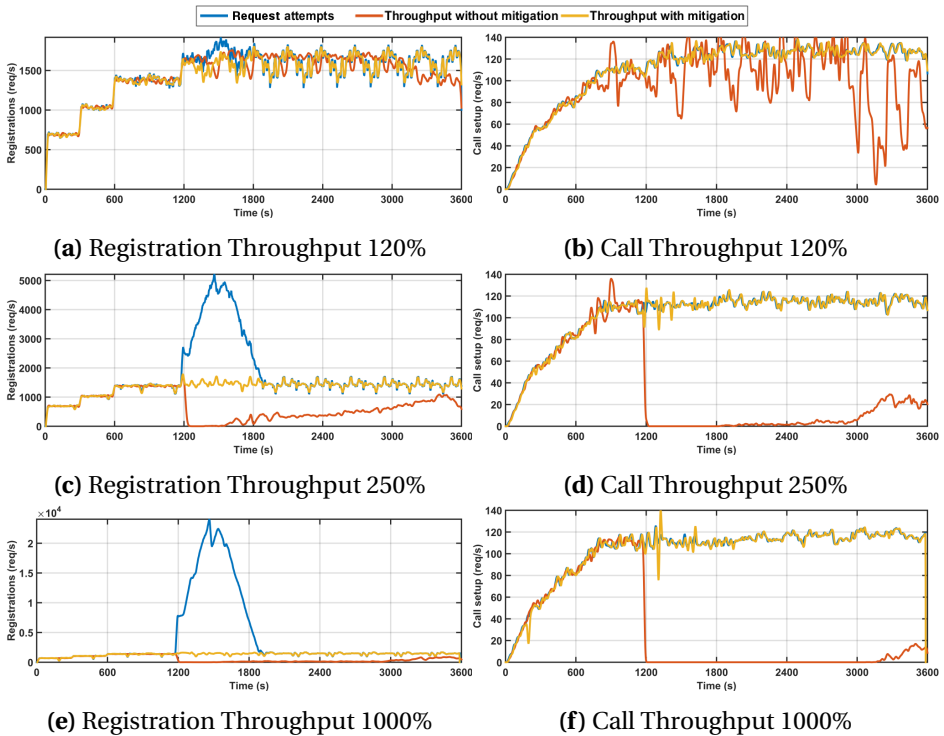 Request attempts Throughput without mitigation Throughput with mitigation
Registrations (req/s)
1500
1000
500
0
0 600 1200 1800 2400 3000 3600
Time (s)
(a) Registration Throughput 120%
Call setup (req/s)
140
120
100
80
60
40
20
0
0 600 1200 1800 2400 3000 3600
Time (s)
(b) Call Throughput 120%
Registrations (req/s)
5000
4000
3000
2000
1000
0
0 600 1200 1800 2400 3000 3600
Time (s)
(c) Registration Throughput 250%
Call setup (req/s)
140
120
100
80
60
40
20
0
0 600 1200 1800 2400 3000 3600
Time (s)
(d) Call Throughput 250%
×10⁴
Registrations (req/s)
2
1.5
1
0.5
0
0 600 1200 1800 2400 3000 3600
Time (s)
(e) Registration Throughput 1000%
Call setup (req/s)
140
120
100
80
60
40
20
0
0 600 1200 1800 2400 3000 3600
Time (s)
(f) Call Throughput 1000%